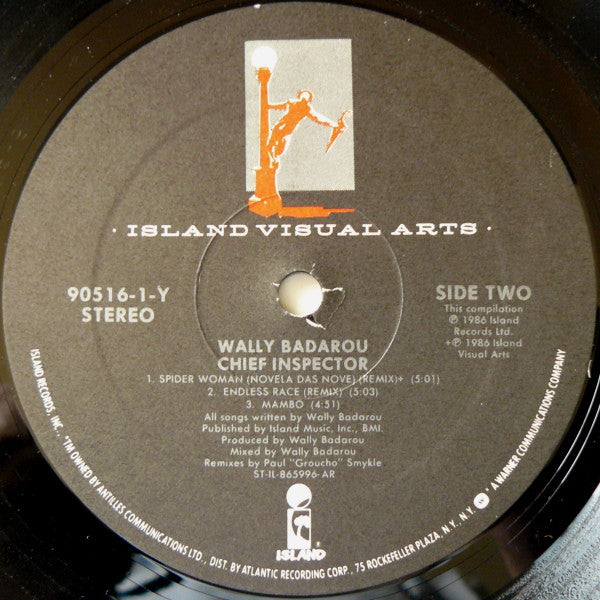 · ISLAND VISUAL ARTS ·
90516-1-Y
STEREO
SIDE TWO
This compilation
℗ 1986 Island
Records Ltd.
+℗ 1986 Island
Visual Arts
WALLY BADAROU
CHIEF INSPECTOR
1. SPIDER WOMAN (NOVELA DAS NOVE) (REMIX)+ (5:01)
2. ENDLESS RACE (REMIX) (5:03)
3. MAMBO (4:51)
All songs written by Wally Badarou
Published by Island Music, Inc., BMI.
Produced by Wally Badarou
Mixed by Wally Badarou
Remixes by Paul "Groucho" Smykle
ST-IL-865996-AR
i
ISLAND
ISLAND RECORDS, INC., *TM OWNED BY ANTILLES COMMUNICATIONS LTD., DIST. BY ATLANTIC RECORDING CORP., 75 ROCKEFELLER PLAZA, N.Y., N.Y. A WARNER COMMUNICATIONS COMPANY